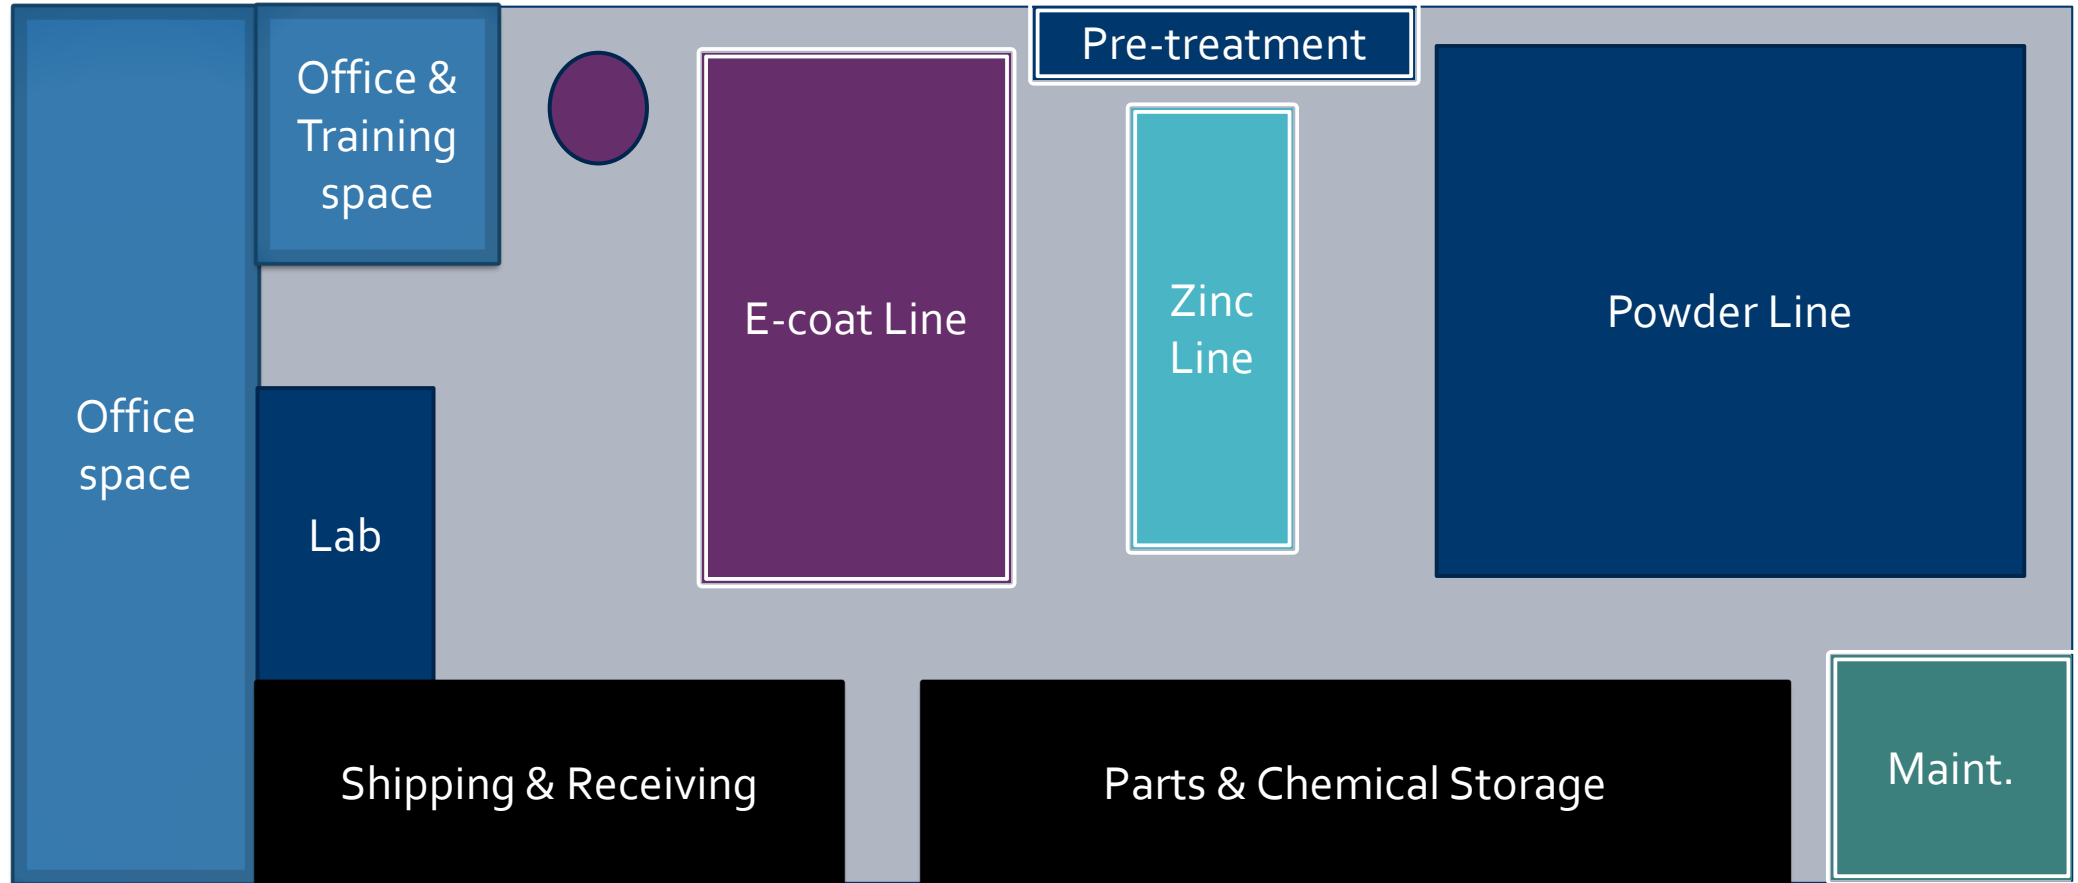 Office &
Training
space
Pre-treatment
E-coat Line
Zinc
Line
Powder Line
Office
space
Lab
Shipping & Receiving
Parts & Chemical Storage
Maint.